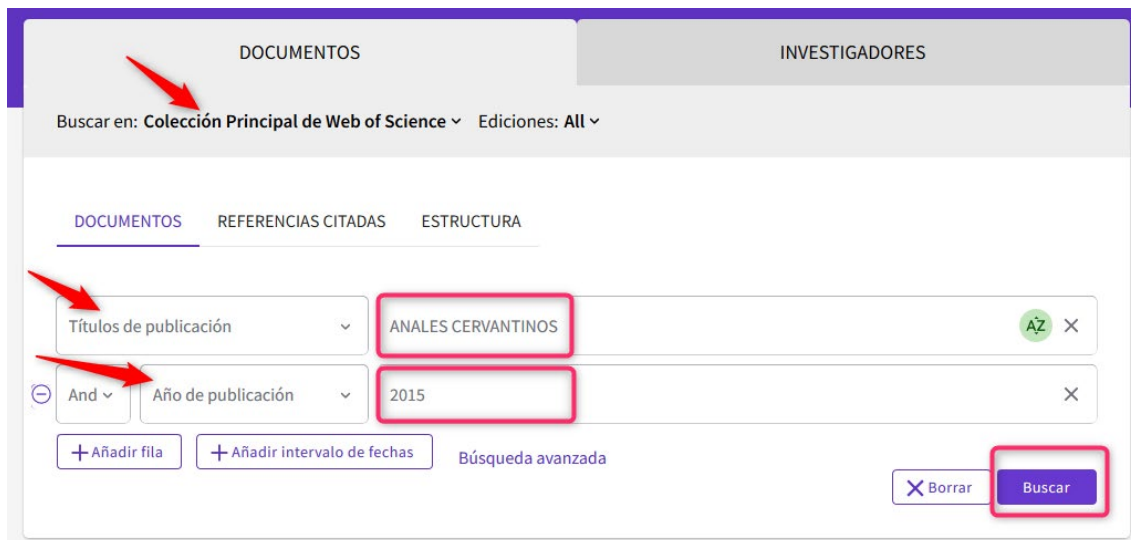 DOCUMENTOS
INVESTIGADORES
Buscar en: Colección Principal de Web of Science Ediciones: All
DOCUMENTOS REFERENCIAS CITADAS ESTRUCTURA
Títulos de publicación ANALES CERVANTINOS AZ
And Año de publicación 2015
+ Añadir fila + Añadir intervalo de fechas Búsqueda avanzada
Borrar Buscar